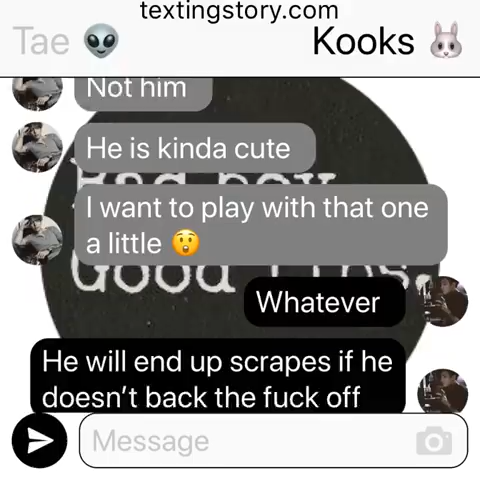 textingstory.com
Tae 👽 Kooks 🐰
Not him
He is kinda cute
I want to play with that one
a little 😲
Whatever
He will end up scrapes if he
doesn't back the fuck off
Message